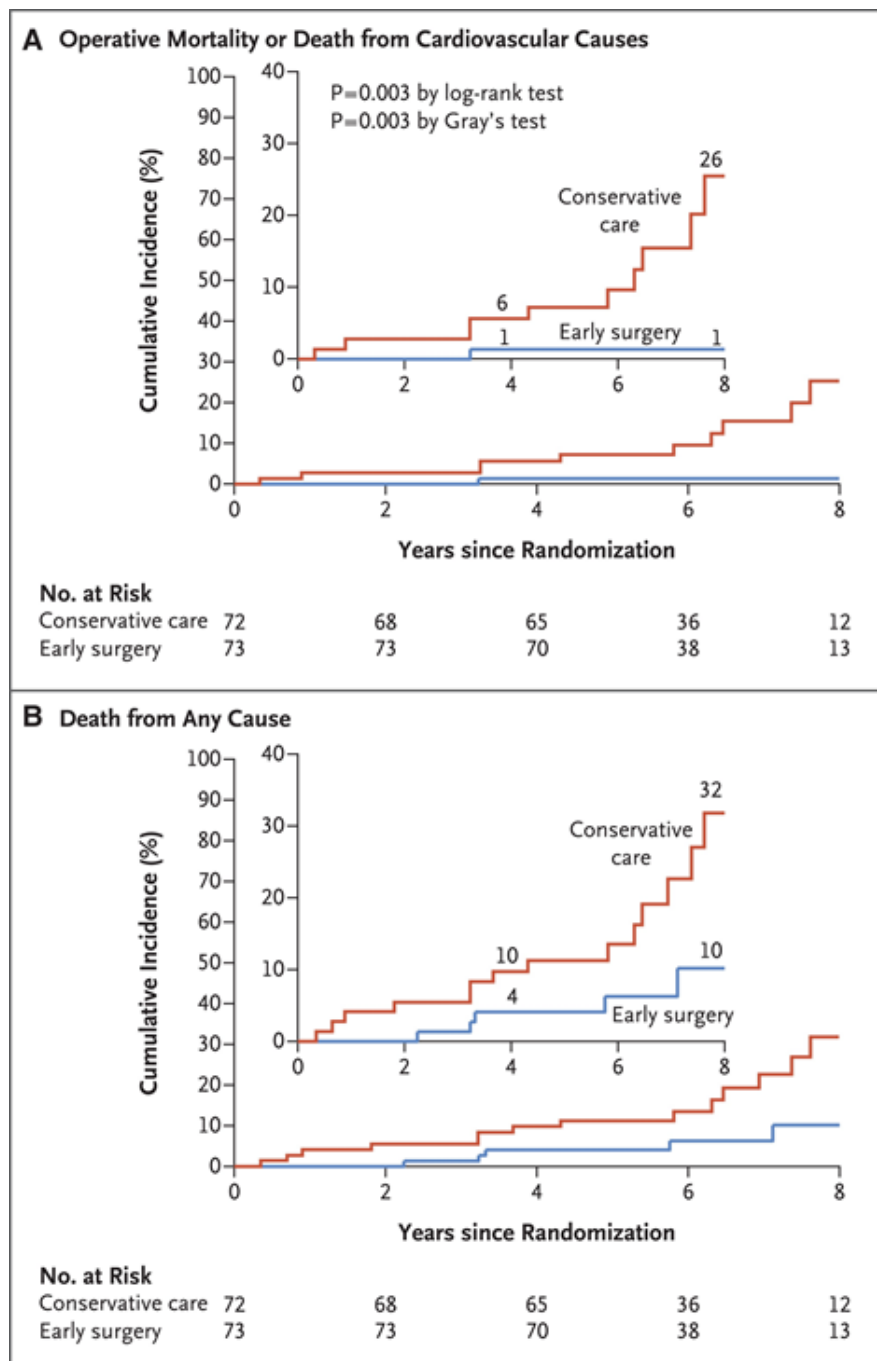 A Operative Mortality or Death from Cardiovascular Causes
Cumulative Incidence (%)
100
90
80
70
60
50
40
30
20
10
0
40
30
20
10
0
P=0.003 by log-rank test
P=0.003 by Gray's test
26
Conservative
care
6
1 Early surgery 1
0 2 4 6 8
0 2 4 6 8
Years since Randomization
No. at Risk
Conservative care 72 68 65 36 12
Early surgery 73 73 70 38 13
B Death from Any Cause
Cumulative Incidence (%)
100
90
80
70
60
50
40
30
20
10
0
40
30
20
10
0
32
Conservative
care
10 10
4
Early surgery
0 2 4 6 8
0 2 4 6 8
Years since Randomization
No. at Risk
Conservative care 72 68 65 36 12
Early surgery 73 73 70 38 13